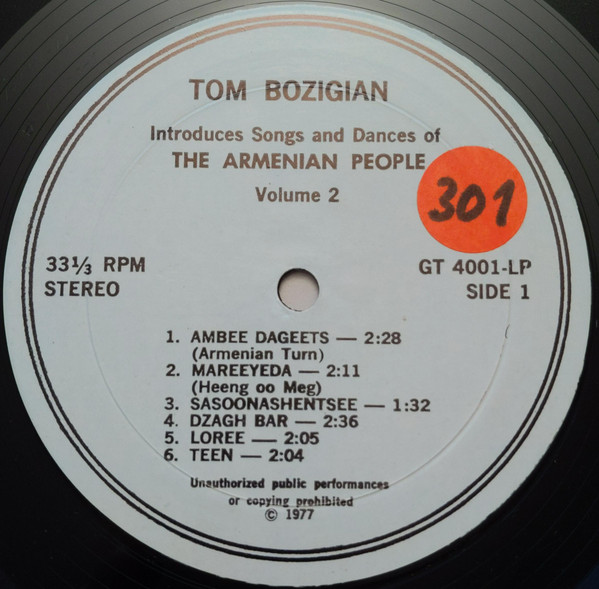 TOM BOZIGIAN
Introduces Songs and Dances of
THE ARMENIAN PEOPLE
Volume 2
301
33⅓ RPM
STEREO
GT 4001-LP
SIDE 1
1. AMBEE DAGEETS — 2:28
(Armenian Turn)
2. MAREEYEDA — 2:11
(Heeng oo Meg)
3. SASOONASHENTSEE — 1:32
4. DZAGH BAR — 2:36
5. LOREE — 2:05
6. TEEN — 2:04
Unauthorized public performances
or copying prohibited
© 1977